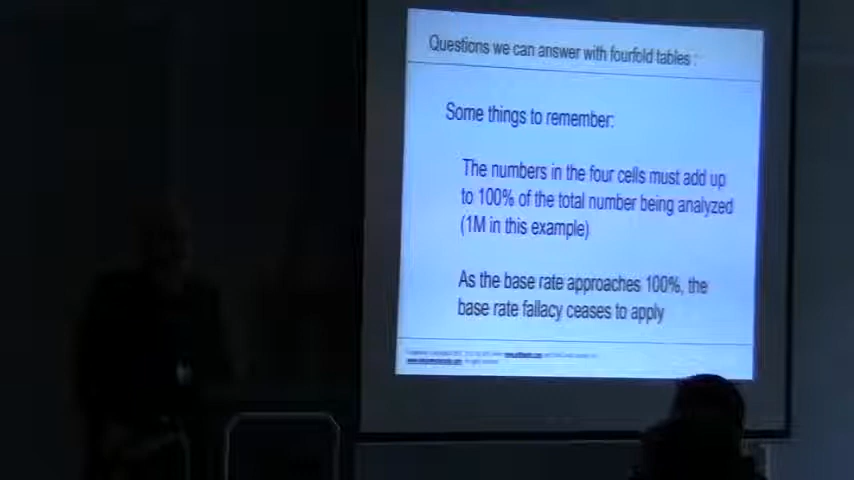 Questions we can answer with fourfold tables :
Some things to remember:
The numbers in the four cells must add up
to 100% of the total number being analyzed
(1M in this example)
As the base rate approaches 100%, the
base rate fallacy ceases to apply